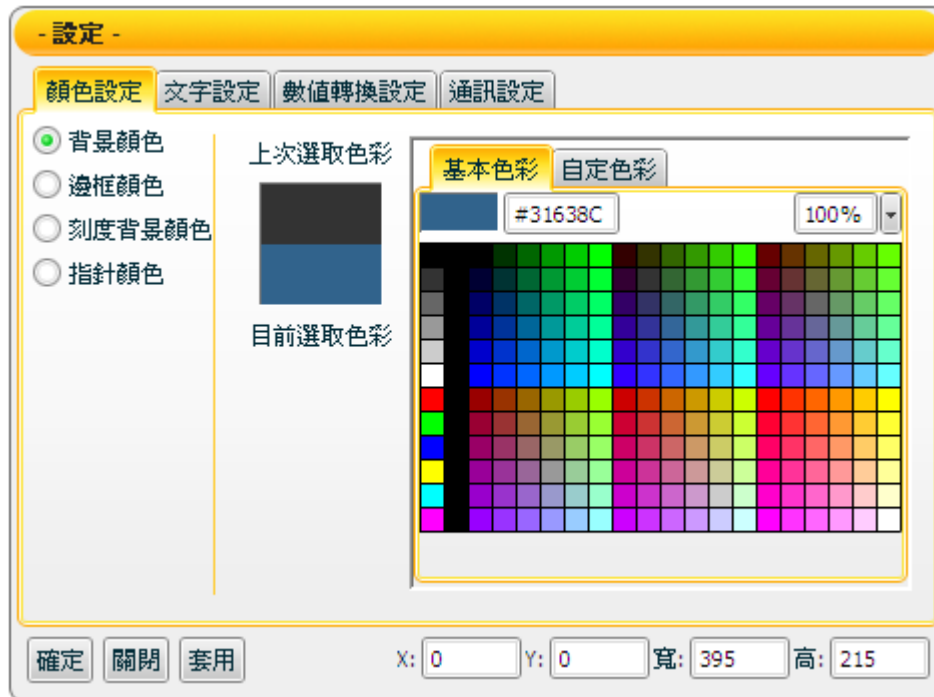 - 設定 -
顏色設定 文字設定 數值轉換設定 通訊設定
背景顏色
邊框顏色
刻度背景顏色
指針顏色
上次選取色彩
目前選取色彩
基本色彩 自定色彩
#31638C 100%
確定 關閉 套用 X: 0 Y: 0 寬: 395 高: 215